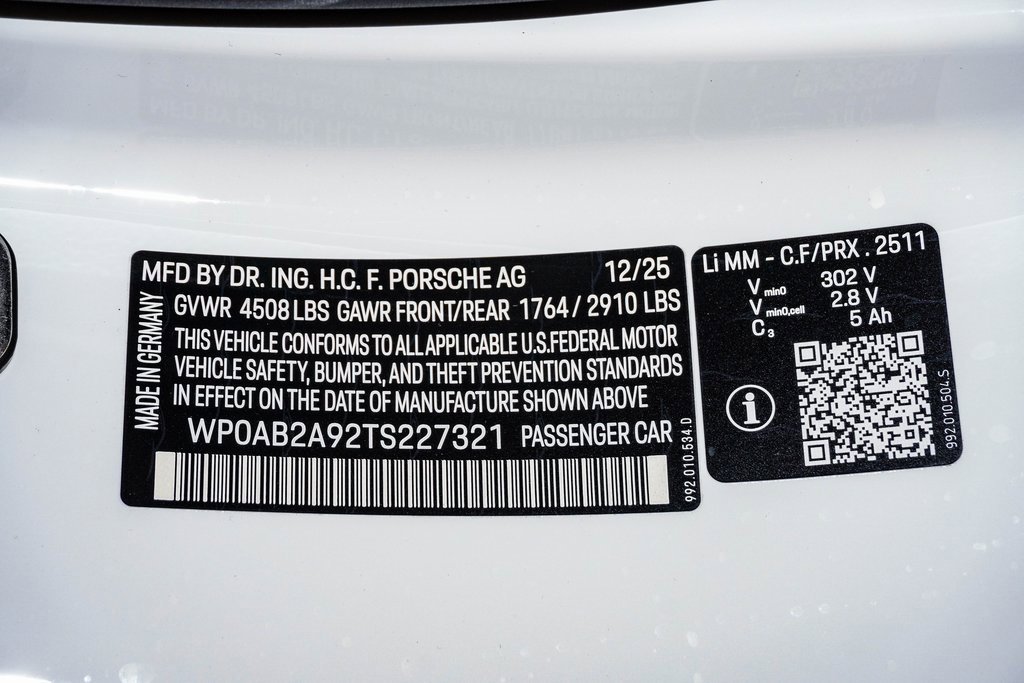 MFD BY DR. ING. H.C. F. PORSCHE AG 12/25
GVWR 4508 LBS GAWR FRONT/REAR 1764 / 2910 LBS
THIS VEHICLE CONFORMS TO ALL APPLICABLE U.S. FEDERAL MOTOR
VEHICLE SAFETY, BUMPER, AND THEFT PREVENTION STANDARDS
IN EFFECT ON THE DATE OF MANUFACTURE SHOWN ABOVE
WP0AB2A92TS227321 PASSENGER CAR
MADE IN GERMANY
992.010.534.D
Li MM - C.F/PRX . 2511
Vmin0 302 V
Vmin0,cell 2.8 V
C3 5 Ah
i
992.010.504.S